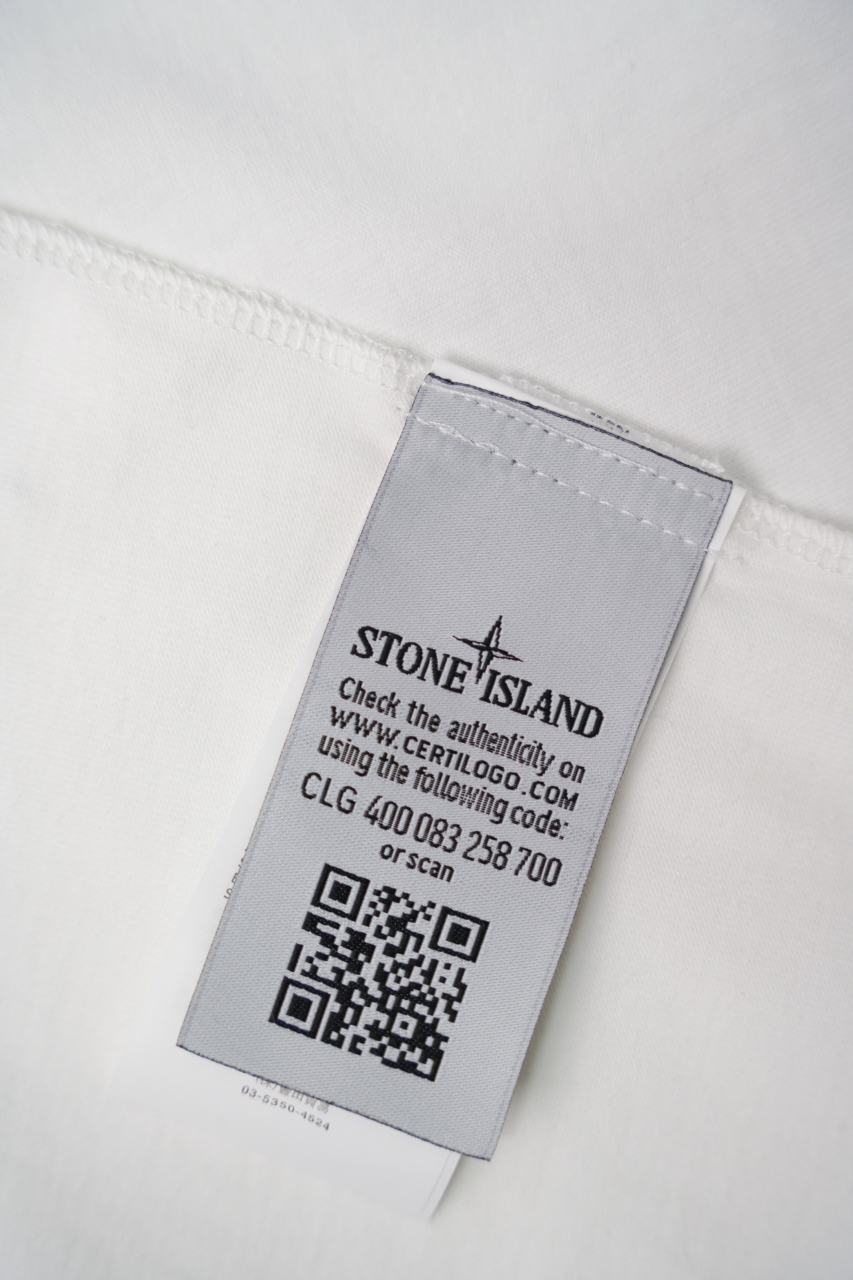 STONE ISLAND
Check the authenticity on
WWW.CERTILOGO.COM
using the following code:
CLG 400 083 258 700
or scan
03-5350-4524